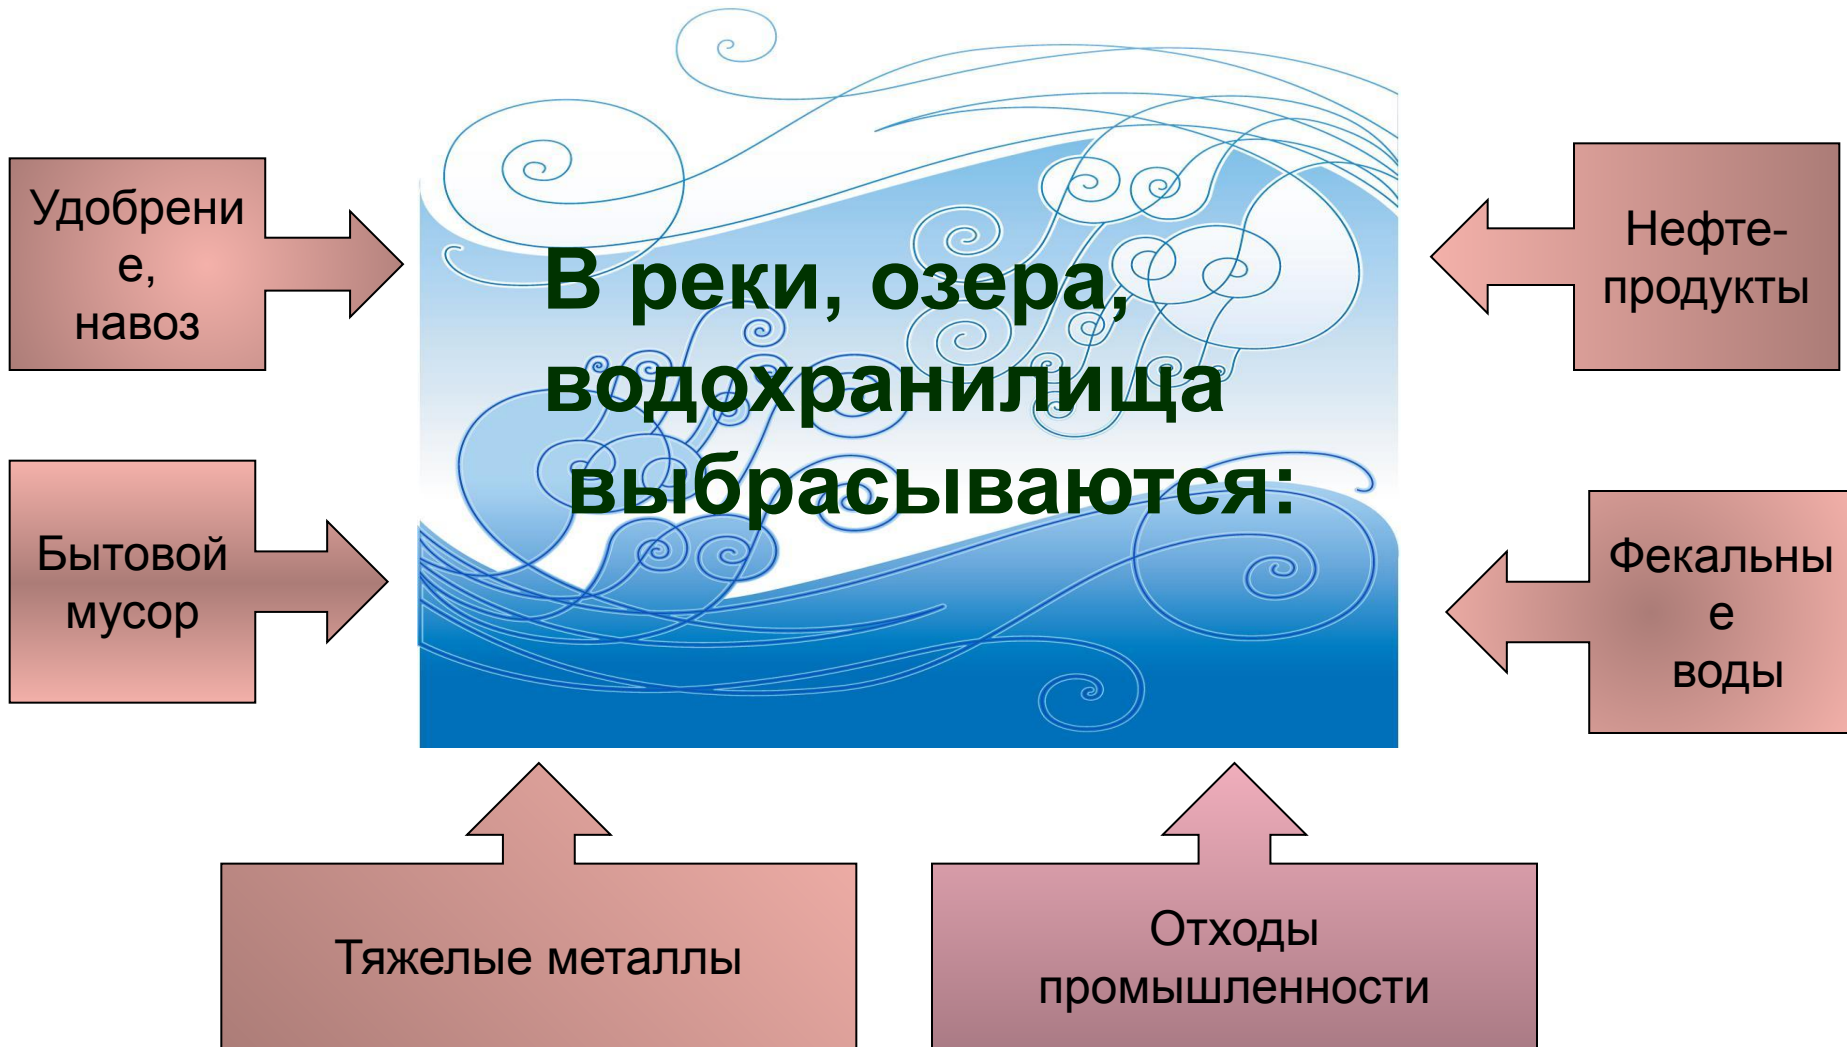 В реки, озера,
водохранилища
выбрасываются:
Удобрени
е,
навоз
Бытовой
мусор
Нефте-
продукты
Фекальны
е
воды
Тяжелые металлы
Отходы
промышленности